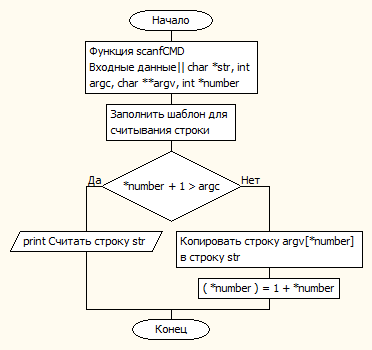 Начало
Функция scanfCMD
Входные данные|| char *str, int
argc, char **argv, int *number
Заполнить шаблон для
считывания строки
Да
*number + 1 > argc
Нет
print Считать строку str
Копировать строку argv[*number]
в строку str
( *number ) = 1 + *number
Конец